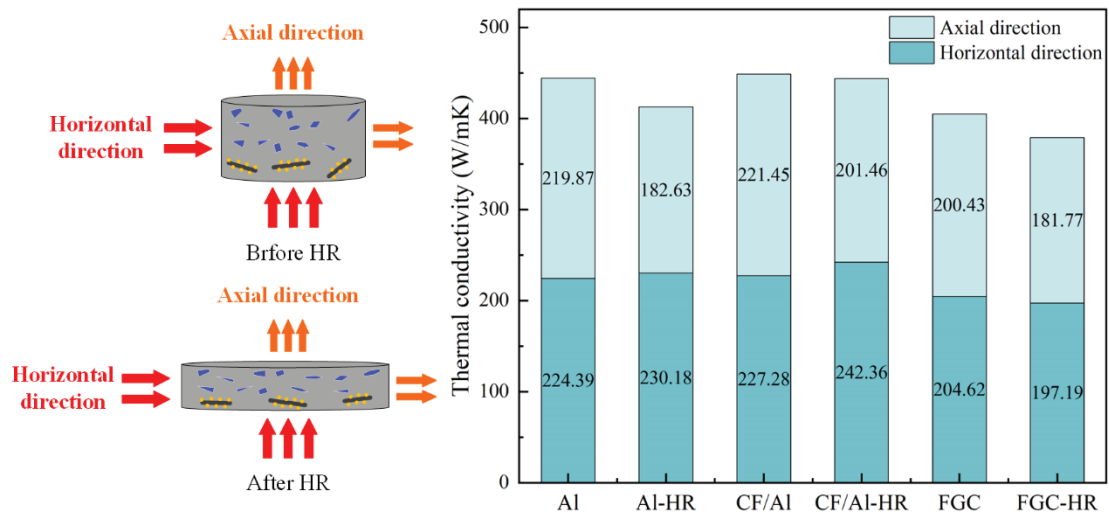 Axial direction
Horizontal
direction
Brfore HR
Axial direction
Horizontal
direction
After HR
Thermal conductivity (W/mK)
500
400
300
200
100
0
Axial direction
Horizontal direction
219.87
182.63
221.45
201.46
200.43
181.77
224.39
230.18
227.28
242.36
204.62
197.19
Al
Al-HR
CF/Al
CF/Al-HR
FGC
FGC-HR